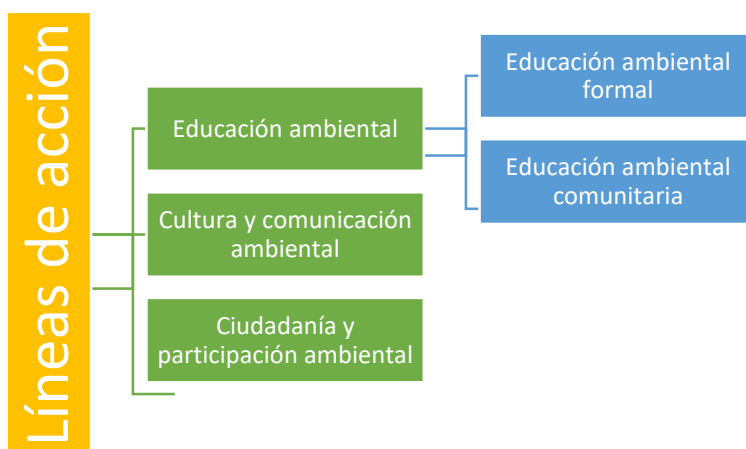 Líneas de acción
Educación ambiental
Cultura y comunicación
ambiental
Ciudadanía y
participación ambiental
Educación ambiental
formal
Educación ambiental
comunitaria